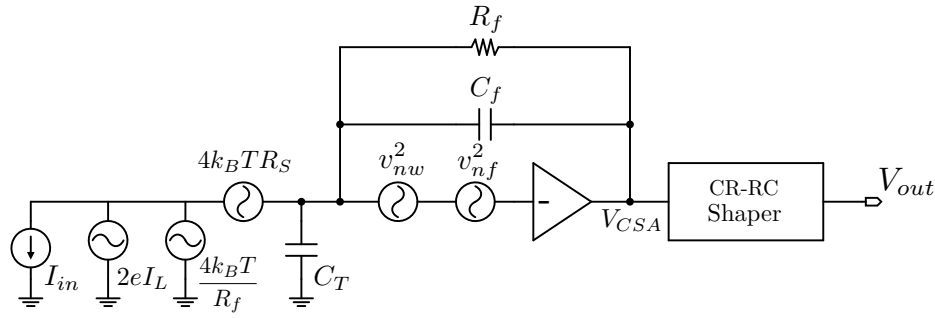 R_f
C_f
4k_BTR_S
v_{nw}^2
v_{nf}^2
-
CR-RC
Shaper
V_{out}
V_{CSA}
I_{in}
2eI_L
\frac{4k_BT}{R_f}
C_T